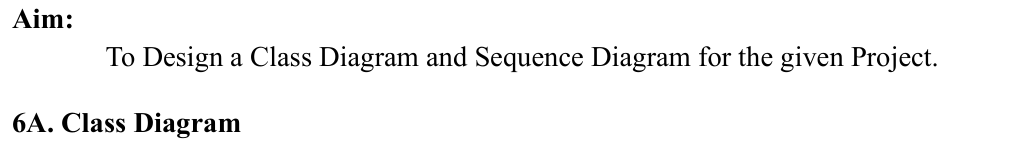 Aim:
To Design a Class Diagram and Sequence Diagram for the given Project.
6A. Class Diagram